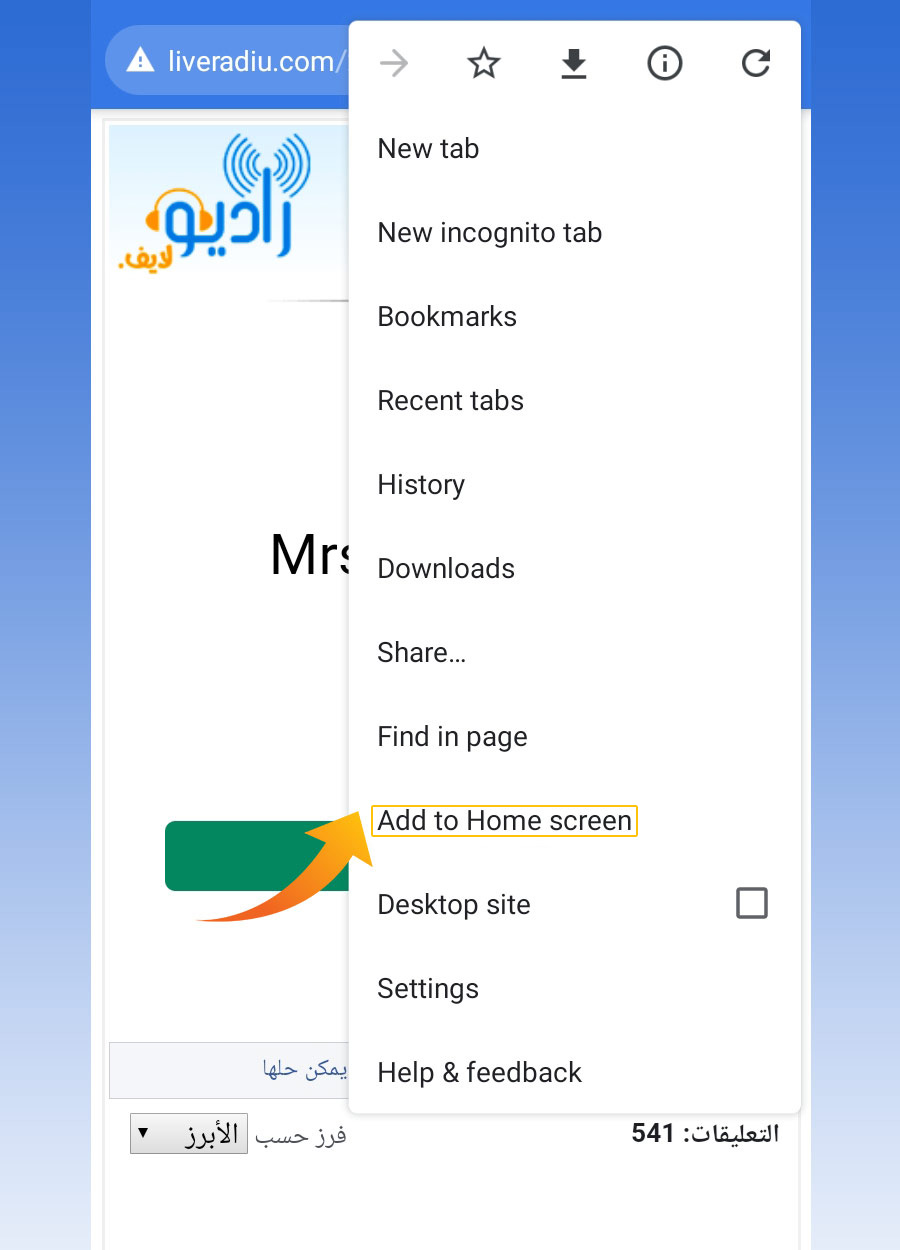 liveradiu.com/
راديو
لايف.
New tab
New incognito tab
Bookmarks
Recent tabs
History
Mrs
Downloads
Share...
Find in page
Add to Home screen
Desktop site
Settings
يمكن حلها
Help & feedback
التعليقات: 541
فرز حسب الأبرز